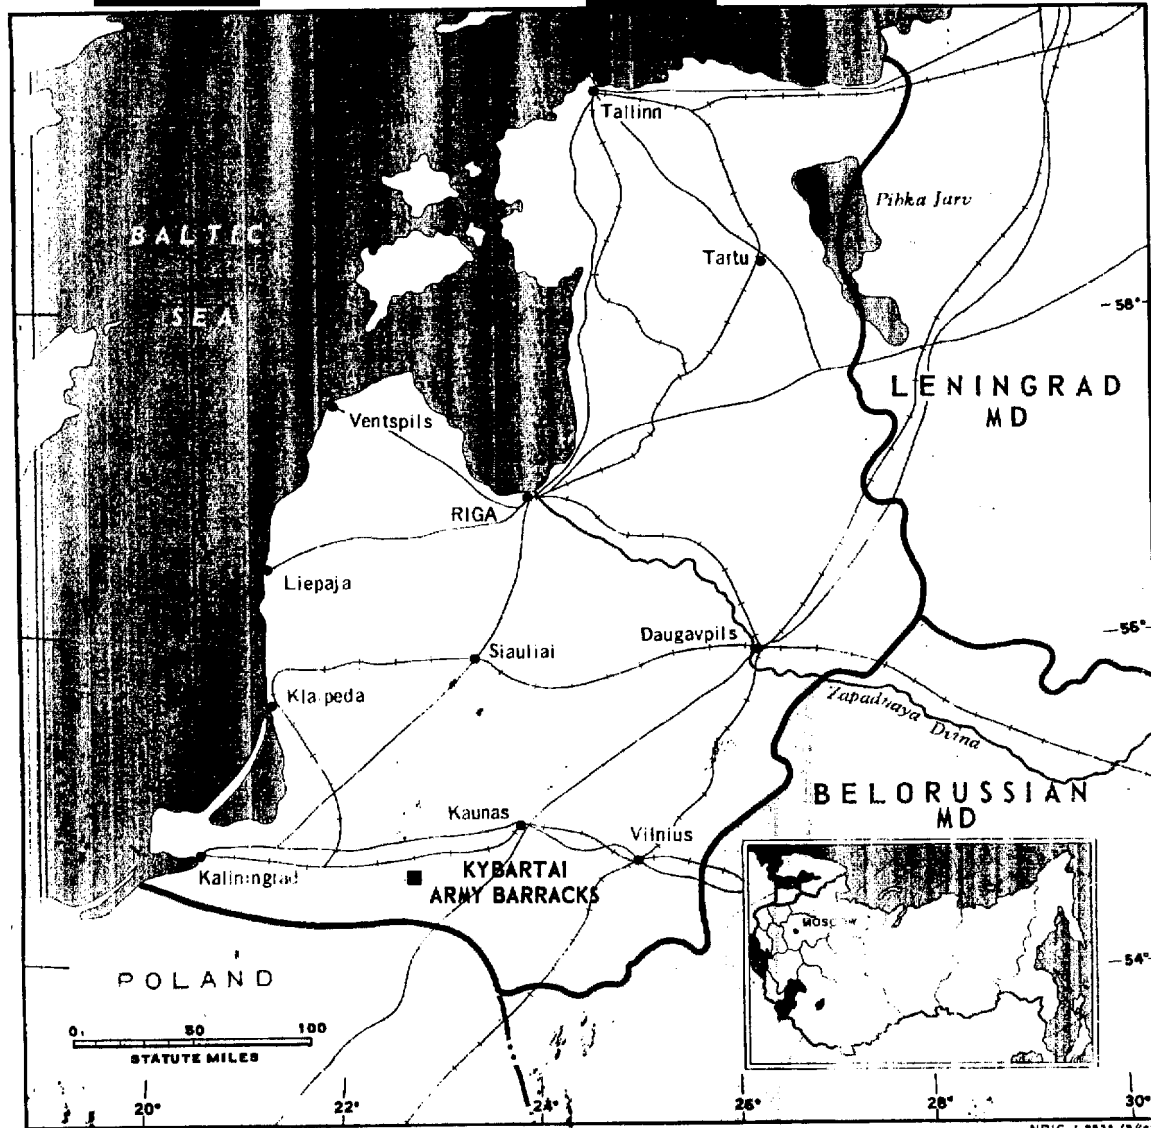 Tallinn
Pihka Jarv
BALTIC
SEA
Tartu
58°
LENINGRAD
MD
Ventspils
RIGA
Liepaja
56°
Daugavpils
Siauliai
Klaipeda
Zapadnaya Dvina
BELORUSSIAN
MD
Kaunas
Vilnius
KYBARTAI
ARMY BARRACKS
Kaliningrad
MOSCOW
54°
POLAND
0 50 100
STATUTE MILES
20° 22° 24° 26° 28° 30°